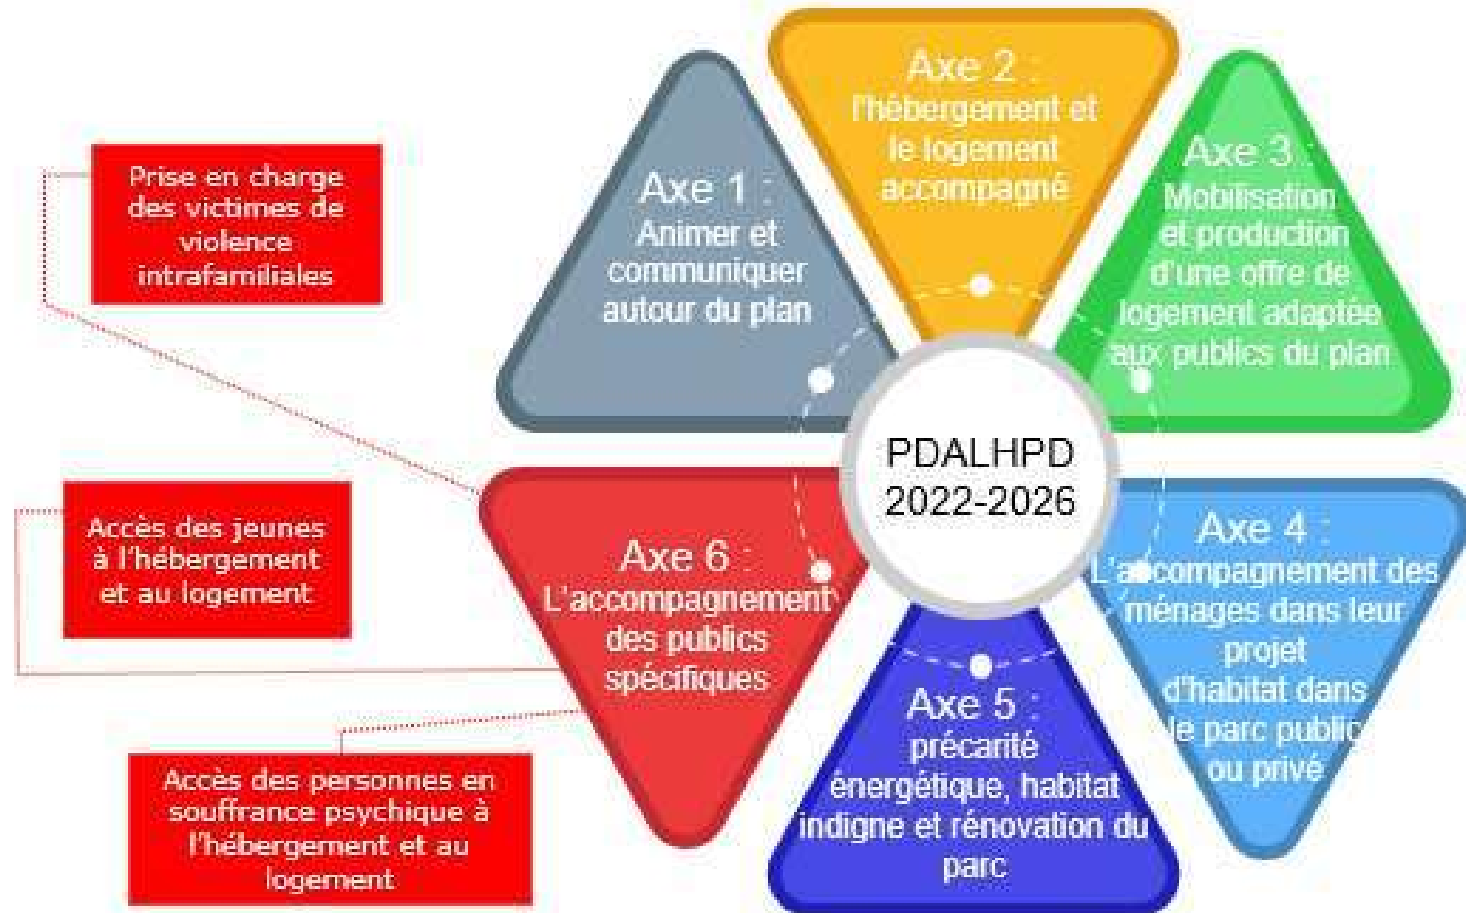 Axe 1 :
Animer et
communiquer
autour du plan
Axe 2 :
l'hébergement et
le logement
accompagné
Axe 3 :
Mobilisation
et production
d'une offre de
logement adaptée
aux publics du plan
PDALHPD
2022-2026
Axe 4 :
L'accompagnement des
ménages dans leur
projet
d'habitat dans
le parc public
ou privé
Axe 5 :
précarité
énergétique, habitat
indigne et rénovation du
parc
Axe 6 :
L'accompagnement
des publics
spécifiques
Prise en charge
des victimes de
violence
intrafamiliales
Accès des jeunes
à l'hébergement
et au logement
Accès des personnes en
souffrance psychique à
l'hébergement et au
logement